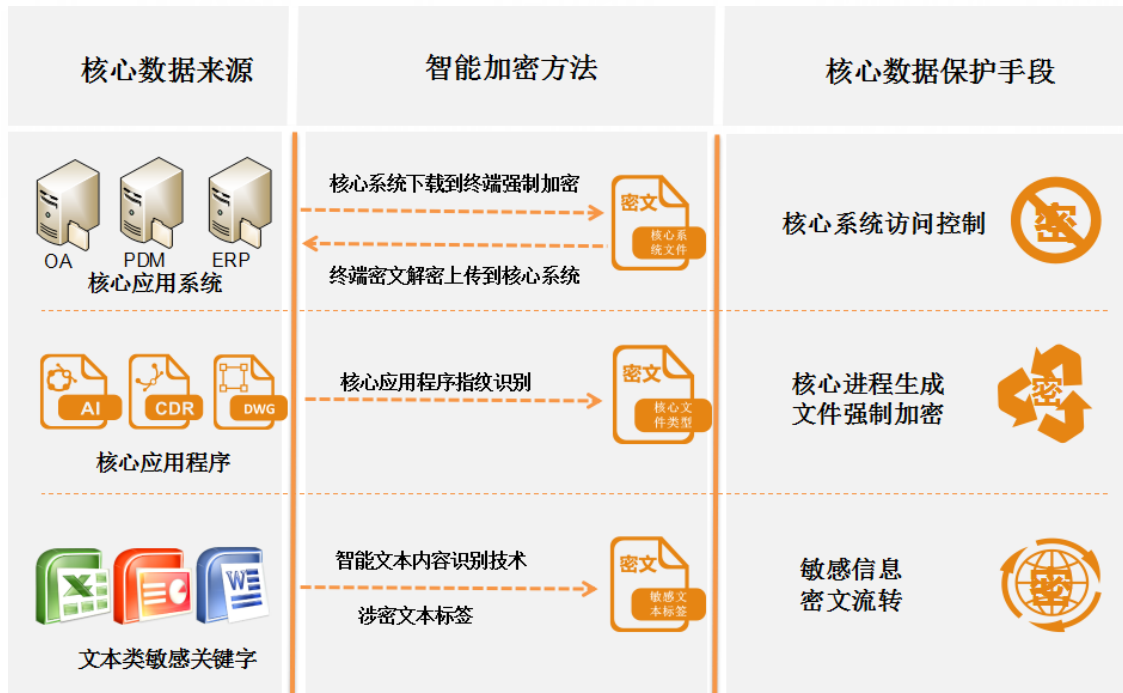 核心数据来源
智能加密方法
核心数据保护手段
OA
PDM
ERP
核心应用系统
核心系统下载到终端强制加密
终端密文解密上传到核心系统
密文
核心系
统文件
核心系统访问控制
密
AI
CDR
DWG
核心应用程序
核心应用程序指纹识别
密文
核心文
件类型
核心进程生成
文件强制加密
密
X
P
W
文本类敏感关键字
智能文本内容识别技术
涉密文本标签
密文
敏感文
本标签
敏感信息
密文流转
密